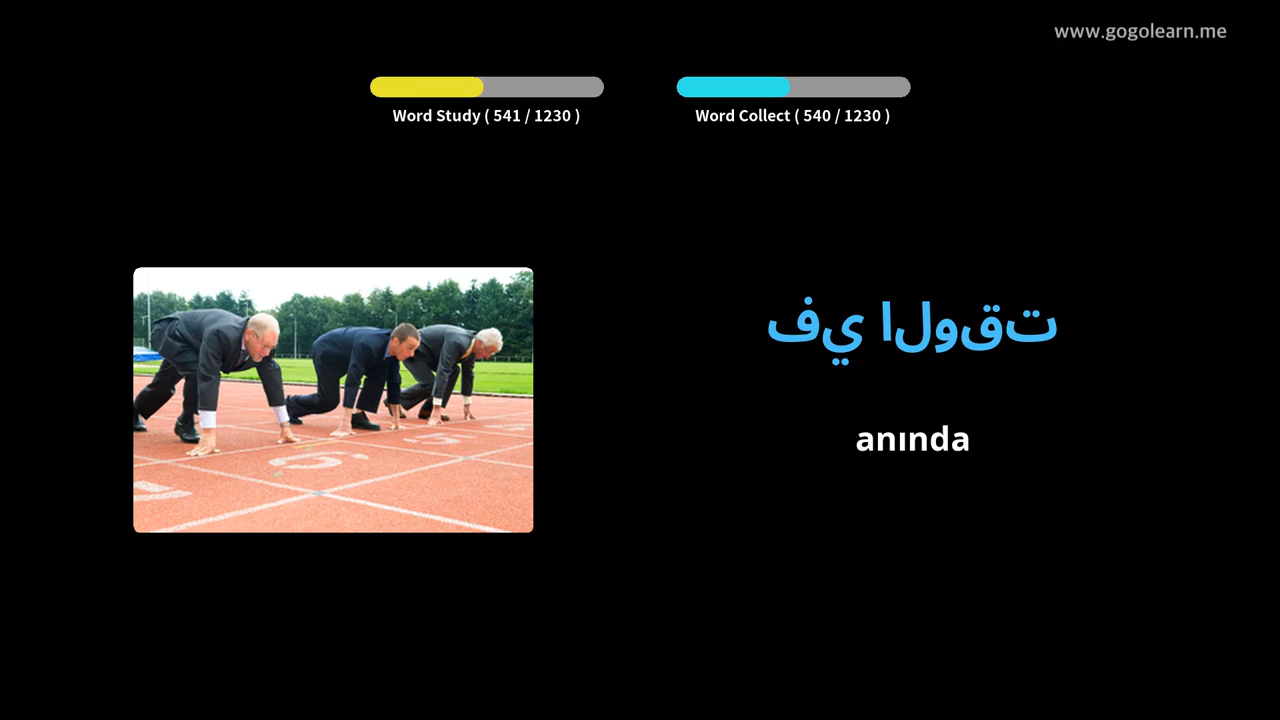 www.gogolearn.me
Word Study ( 541 / 1230 )
Word Collect ( 540 / 1230 )
في الوقت
anında